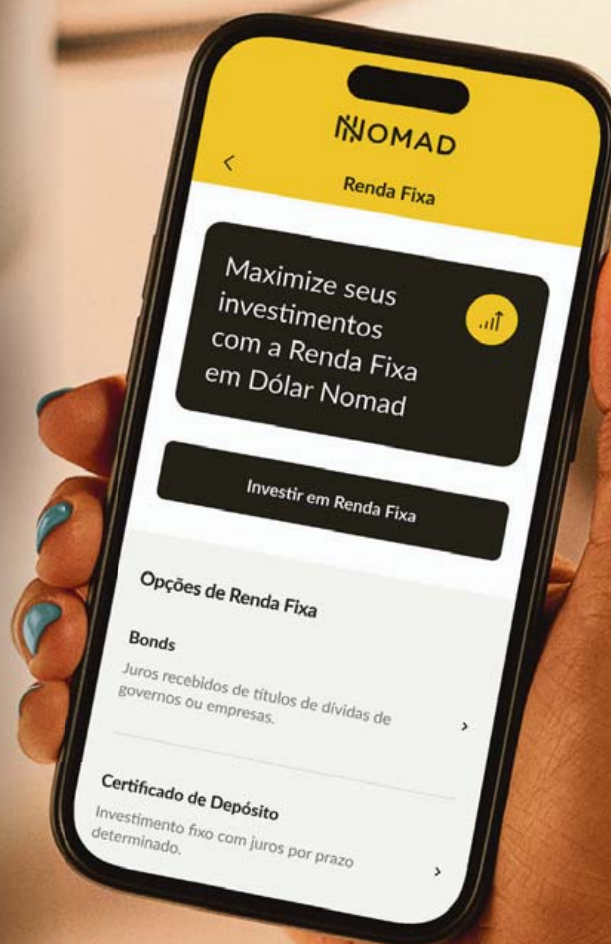 NOMAD
Renda Fixa
Maximize seus
investimentos
com a Renda Fixa
em Dólar Nomad
Investir em Renda Fixa
Opções de Renda Fixa
Bonds
Juros recebidos de títulos de dívidas de
governos ou empresas.
Certificado de Depósito
Investimento fixo com juros por prazo
determinado.